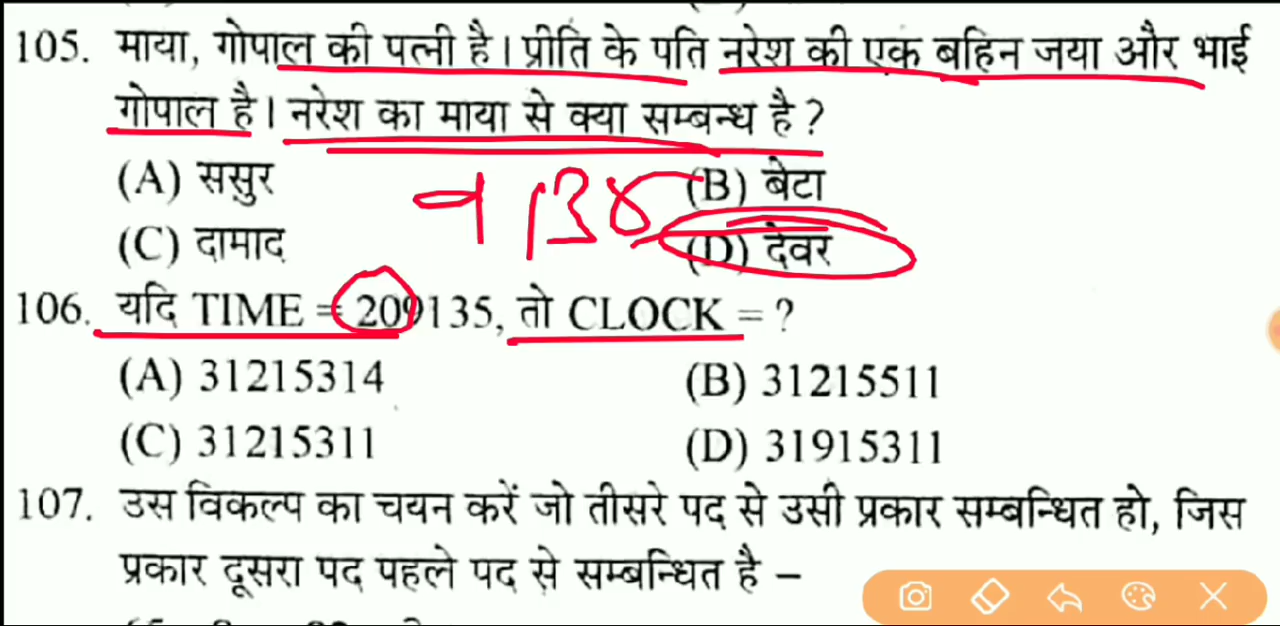 105. माया, गोपाल की पत्नी है। प्रीति के पति नरेश की एक बहिन जया और भाई
गोपाल है। नरेश का माया से क्या सम्बन्ध है ?
(A) ससुर (B) बेटा
(C) दामाद (D) देवर
106. यदि TIME = 209135, तो CLOCK = ?
(A) 31215314 (B) 31215511
(C) 31215311 (D) 31915311
107. उस विकल्प का चयन करें जो तीसरे पद से उसी प्रकार सम्बन्धित हो, जिस
प्रकार दूसरा पद पहले पद से सम्बन्धित है –